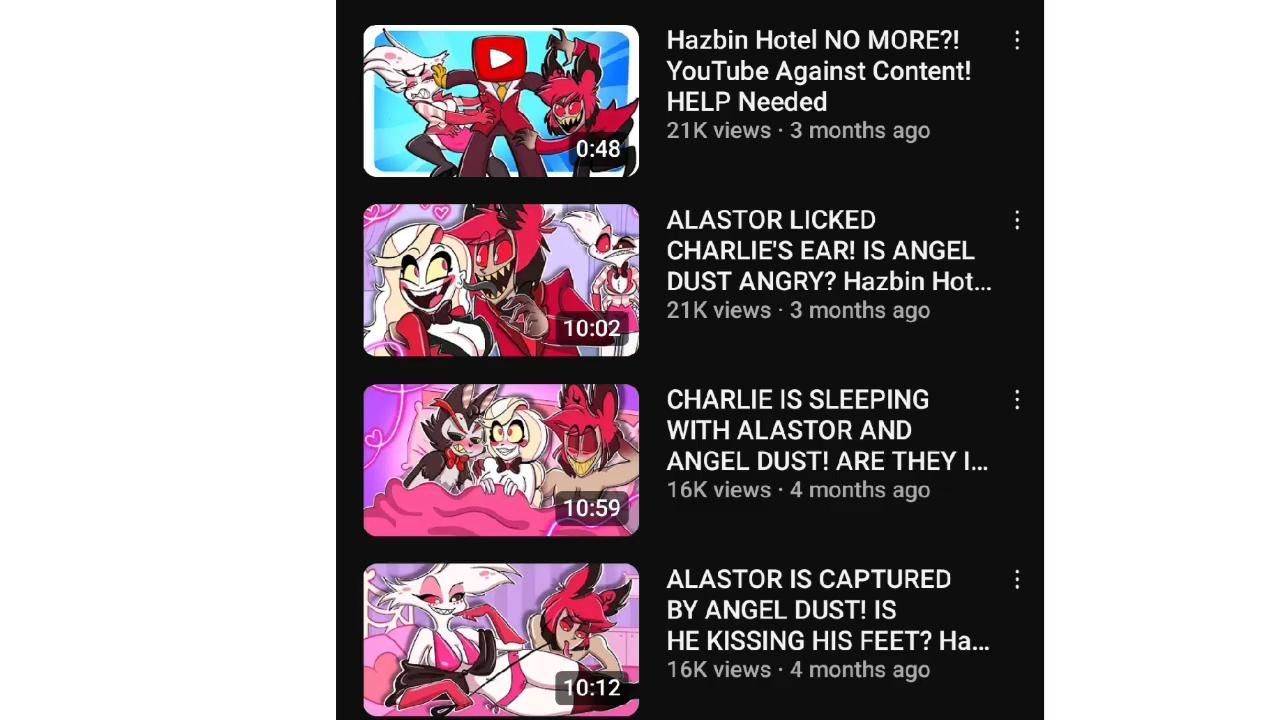 Hazbin Hotel NO MORE?!
YouTube Against Content!
HELP Needed
21K views · 3 months ago
0:48
ALASTOR LICKED
CHARLIE'S EAR! IS ANGEL
DUST ANGRY? Hazbin Hot...
21K views · 3 months ago
10:02
CHARLIE IS SLEEPING
WITH ALASTOR AND
ANGEL DUST! ARE THEY I...
16K views · 4 months ago
10:59
ALASTOR IS CAPTURED
BY ANGEL DUST! IS
HE KISSING HIS FEET? Ha...
16K views · 4 months ago
10:12